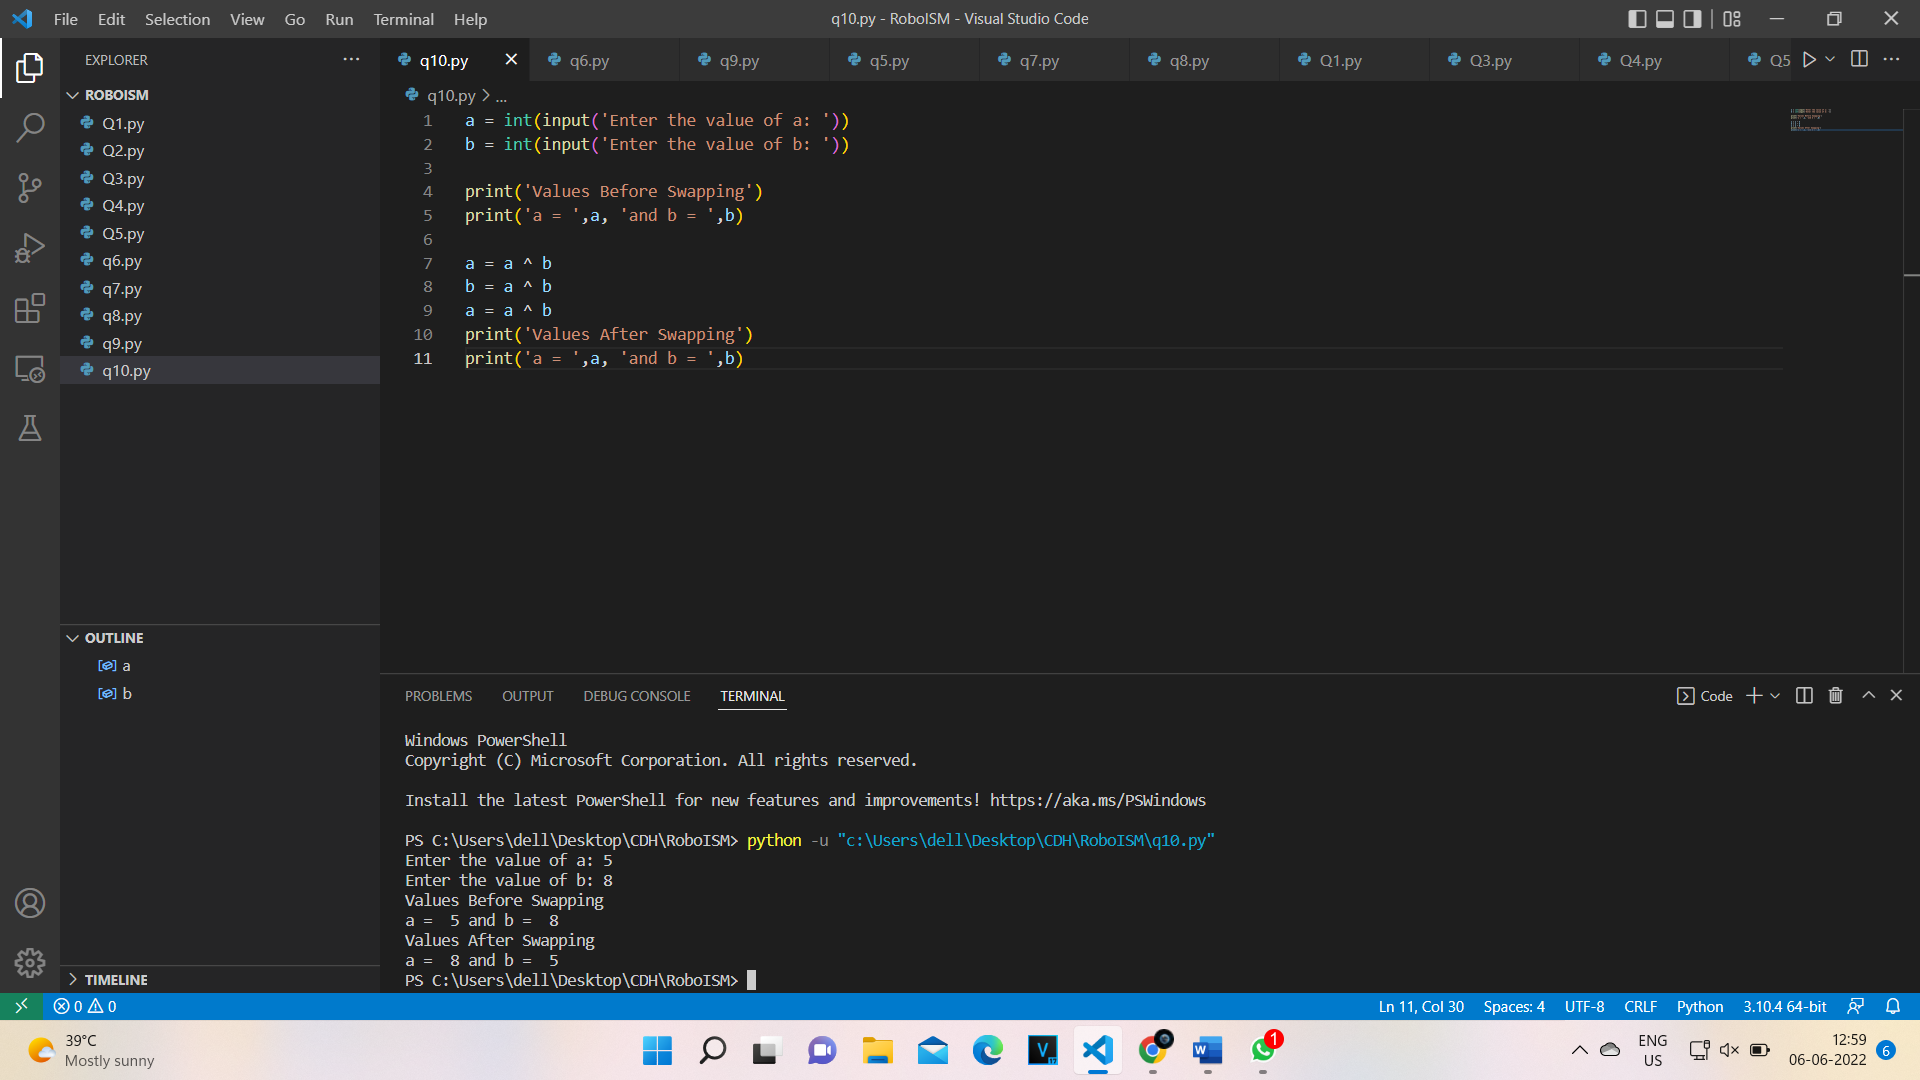 File Edit Selection View Go Run Terminal Help
q10.py - RoboISM - Visual Studio Code
EXPLORER
ROBOISM
Q1.py
Q2.py
Q3.py
Q4.py
Q5.py
q6.py
q7.py
q8.py
q9.py
q10.py
OUTLINE
a
b
TIMELINE
q10.py q6.py q9.py q5.py q7.py q8.py Q1.py Q3.py Q4.py Q5
q10.py > ...
1 a = int(input('Enter the value of a: '))
2 b = int(input('Enter the value of b: '))
3
4 print('Values Before Swapping')
5 print('a = ',a, 'and b = ',b)
6
7 a = a ^ b
8 b = a ^ b
9 a = a ^ b
10 print('Values After Swapping')
11 print('a = ',a, 'and b = ',b)
PROBLEMS OUTPUT DEBUG CONSOLE TERMINAL
Code
Windows PowerShell
Copyright (C) Microsoft Corporation. All rights reserved.
Install the latest PowerShell for new features and improvements! https://aka.ms/PSWindows
PS C:\Users\dell\Desktop\CDH\RoboISM> python -u "c:\Users\dell\Desktop\CDH\RoboISM\q10.py"
Enter the value of a: 5
Enter the value of b: 8
Values Before Swapping
a =  5 and b =  8
Values After Swapping
a =  8 and b =  5
PS C:\Users\dell\Desktop\CDH\RoboISM>
0 0
Ln 11, Col 30 Spaces: 4 UTF-8 CRLF Python 3.10.4 64-bit
39°C
Mostly sunny
V
W
1
ENG
US
12:59
06-06-2022
6